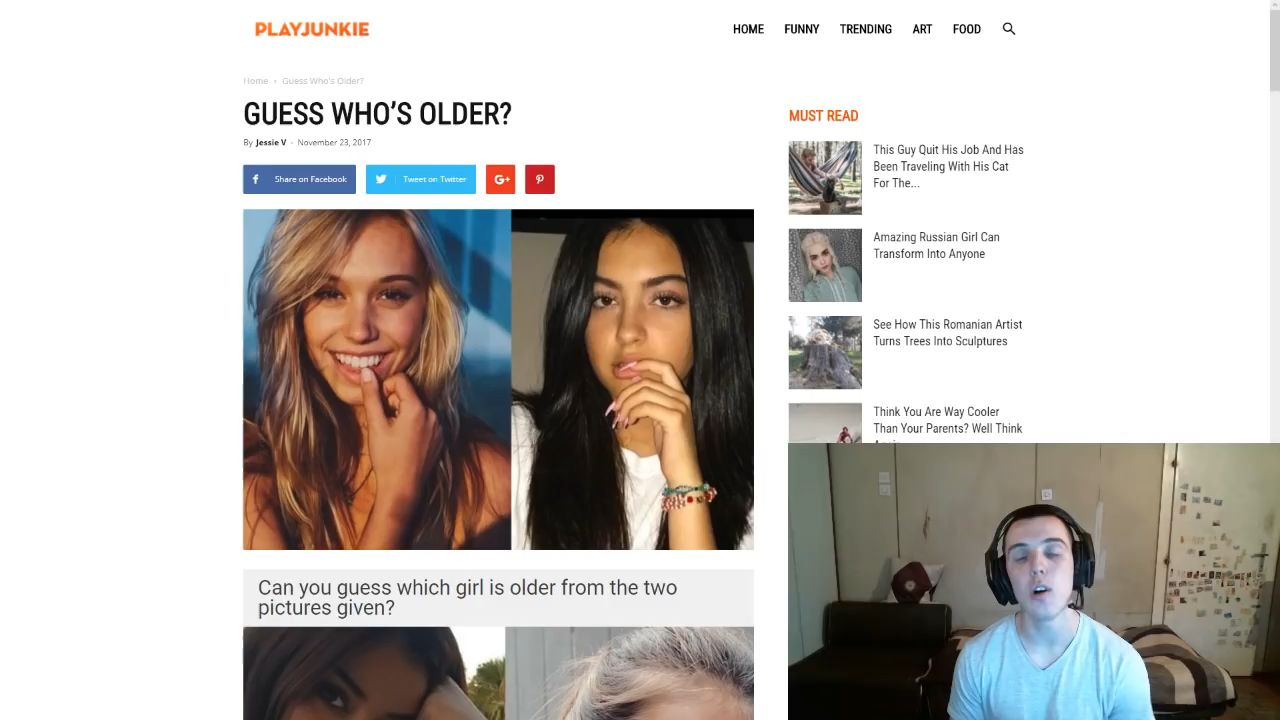 PLAYJUNKIE
HOME FUNNY TRENDING ART FOOD
Home › Guess Who's Older?
GUESS WHO’S OLDER?
By Jessie V - November 23, 2017
Share on Facebook
Tweet on Twitter
G+
MUST READ
This Guy Quit His Job And Has
Been Traveling With His Cat
For The...
Amazing Russian Girl Can
Transform Into Anyone
See How This Romanian Artist
Turns Trees Into Sculptures
Think You Are Way Cooler
Than Your Parents? Well Think
Can you guess which girl is older from the two
pictures given?